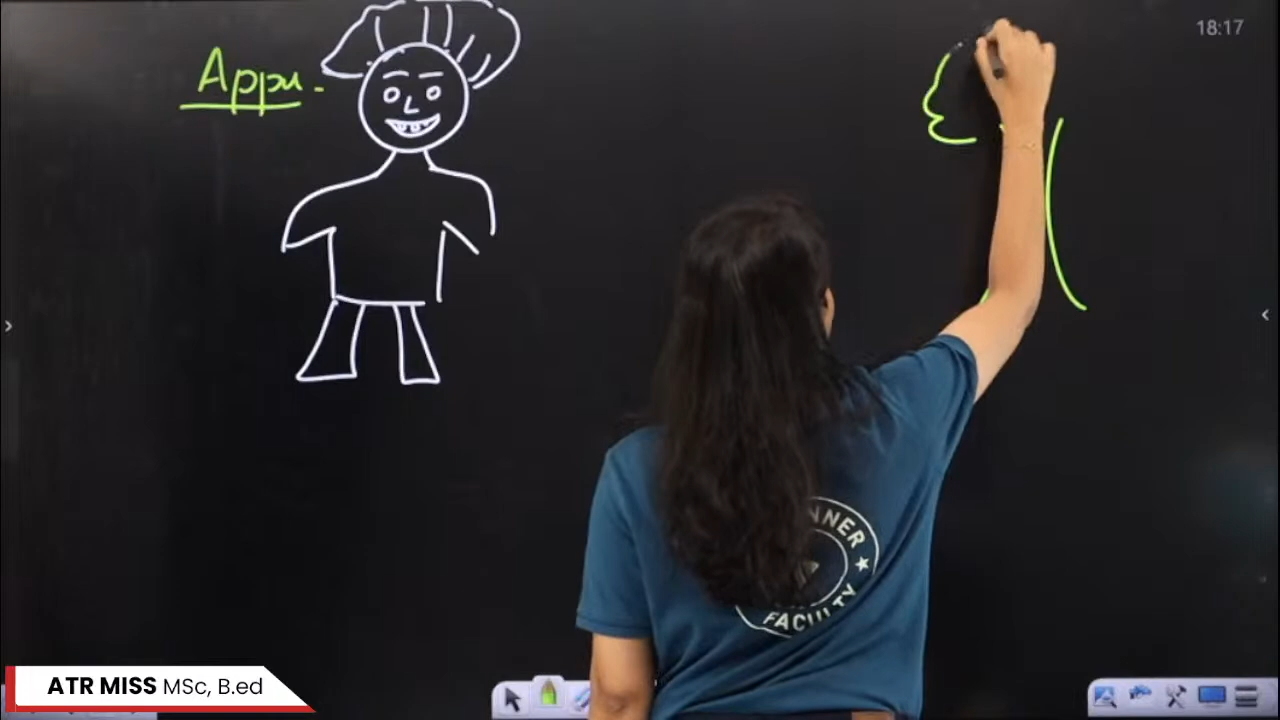 18:17
Appu.
NNER
FACULTY
ATR MISS MSc, B.ed